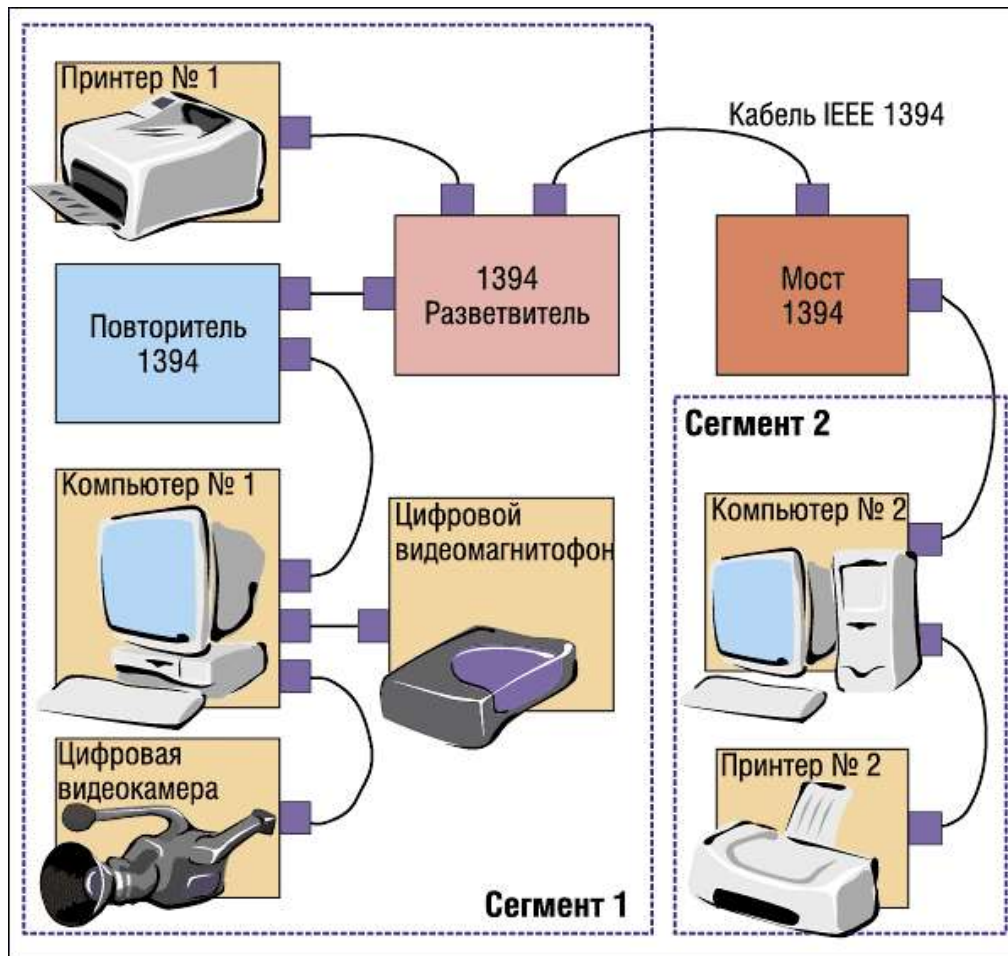 Принтер № 1
Кабель IEEE 1394
1394
Разветвитель
Мост
1394
Повторитель
1394
Сегмент 2
Компьютер № 1
Цифровой
видеомагнитофон
Компьютер № 2
Цифровая
видеокамера
Принтер № 2
Сегмент 1